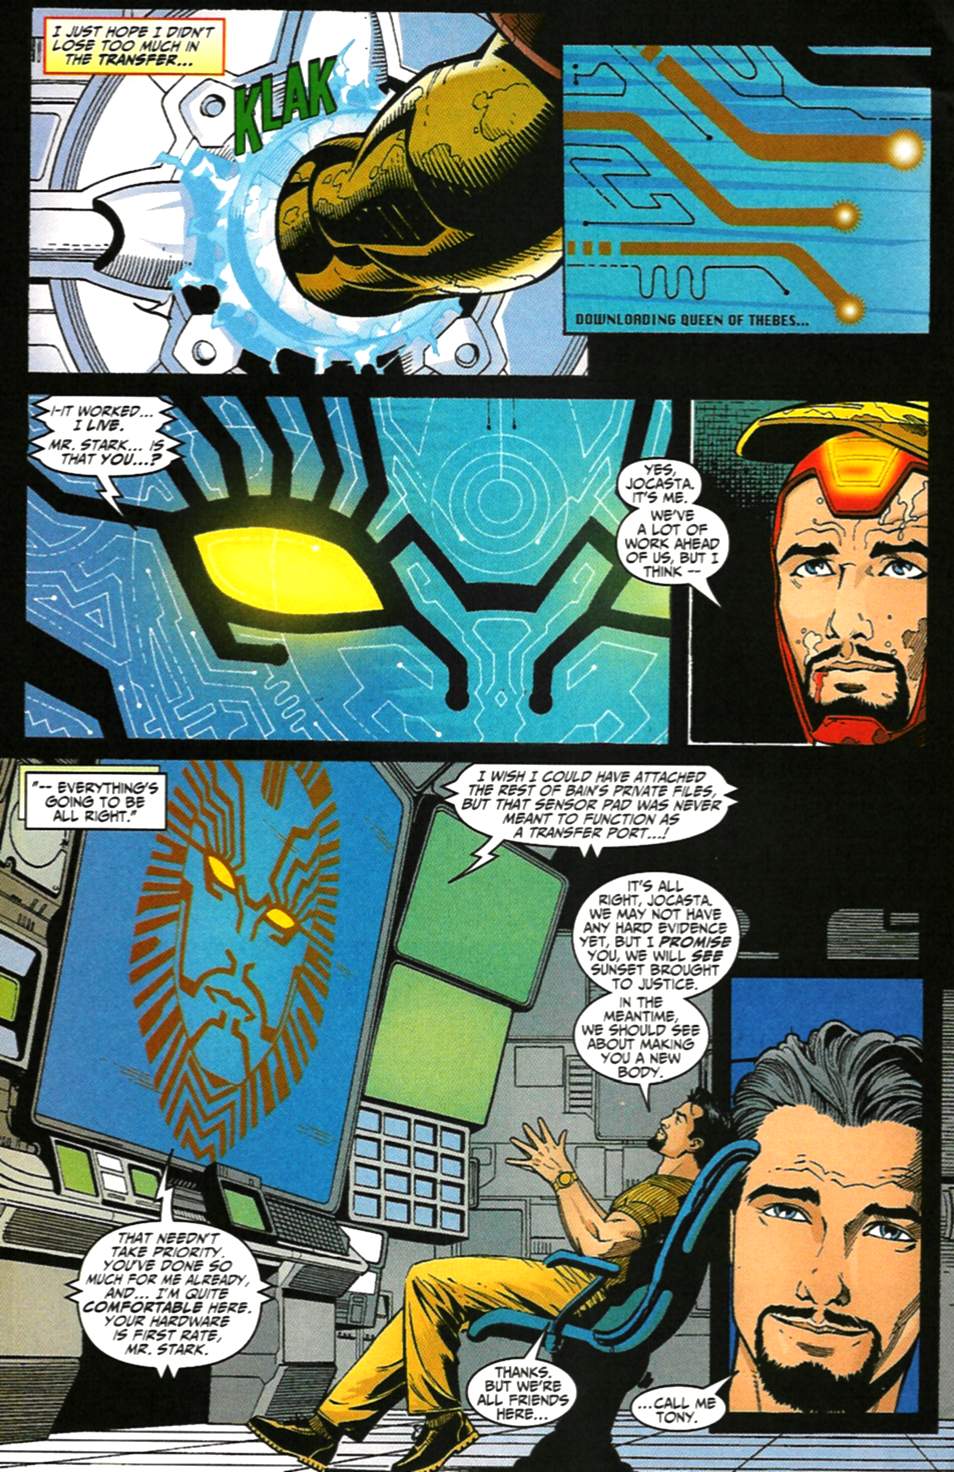 I JUST HOPE I DIDN'T
LOSE TOO MUCH IN
THE TRANSFER...
KLAK
DOWNLOADING QUEEN OF THEBES...
I-IT WORKED...
I LIVE.
MR. STARK... IS
THAT YOU...?
YES,
JOCASTA.
IT'S ME.
WE'VE
A LOT OF
WORK AHEAD
OF US, BUT I
THINK --
"-- EVERYTHING'S
GOING TO BE
ALL RIGHT."
I WISH I COULD HAVE ATTACHED
THE REST OF BAIN'S PRIVATE FILES,
BUT THAT SENSOR PAD WAS NEVER
MEANT TO FUNCTION AS
A TRANSFER PORT...!
IT'S ALL
RIGHT, JOCASTA.
WE MAY NOT HAVE
ANY HARD EVIDENCE
YET, BUT I PROMISE
YOU, WE WILL SEE
SUNSET BROUGHT
TO JUSTICE.
IN THE
MEANTIME,
WE SHOULD SEE
ABOUT MAKING
YOU A NEW
BODY.
THAT NEEDN'T
TAKE PRIORITY.
YOU'VE DONE SO
MUCH FOR ME ALREADY,
AND... I'M QUITE
COMFORTABLE HERE.
YOUR HARDWARE
IS FIRST RATE,
MR. STARK.
THANKS.
BUT WE'RE
ALL FRIENDS
HERE...
...CALL ME
TONY.